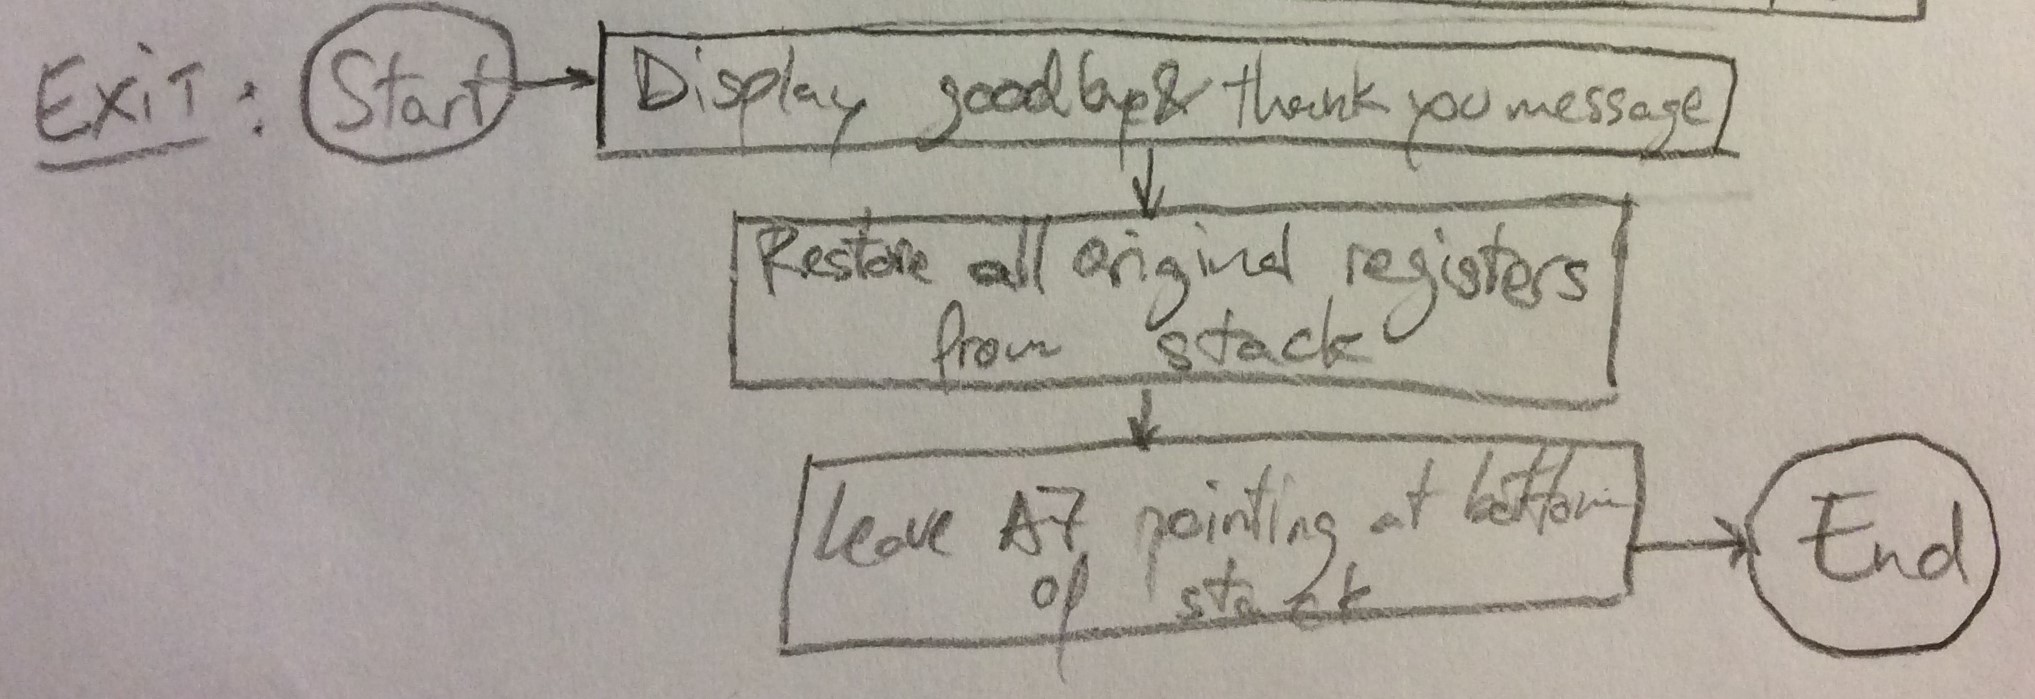 Exit: Start Display goodbye & thank you message
Restore all original registers
from stack
Leave A7 pointing at bottom
of stack
End